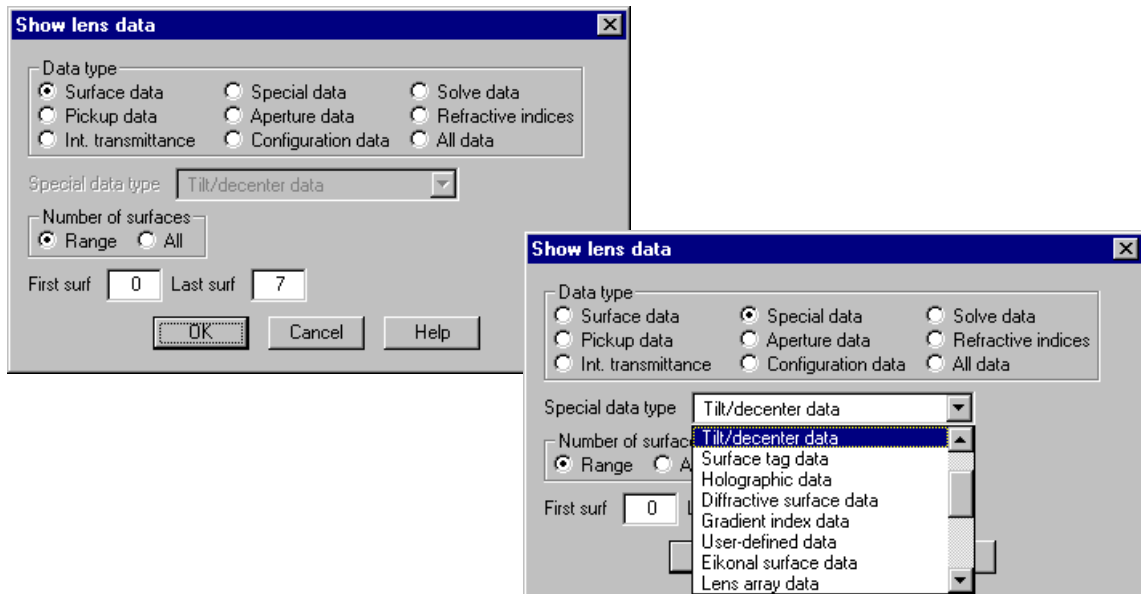 Show lens data
Data type
Surface data Special data Solve data
Pickup data Aperture data Refractive indices
Int. transmittance Configuration data All data
Special data type Tilt/decenter data
Number of surfaces
Range All
First surf 0 Last surf 7
OK Cancel Help
Show lens data
Data type
Surface data Special data Solve data
Pickup data Aperture data Refractive indices
Int. transmittance Configuration data All data
Special data type Tilt/decenter data
Number of surfac
Range A
First surf 0 L
Tilt/decenter data
Surface tag data
Holographic data
Diffractive surface data
Gradient index data
User-defined data
Eikonal surface data
Lens array data